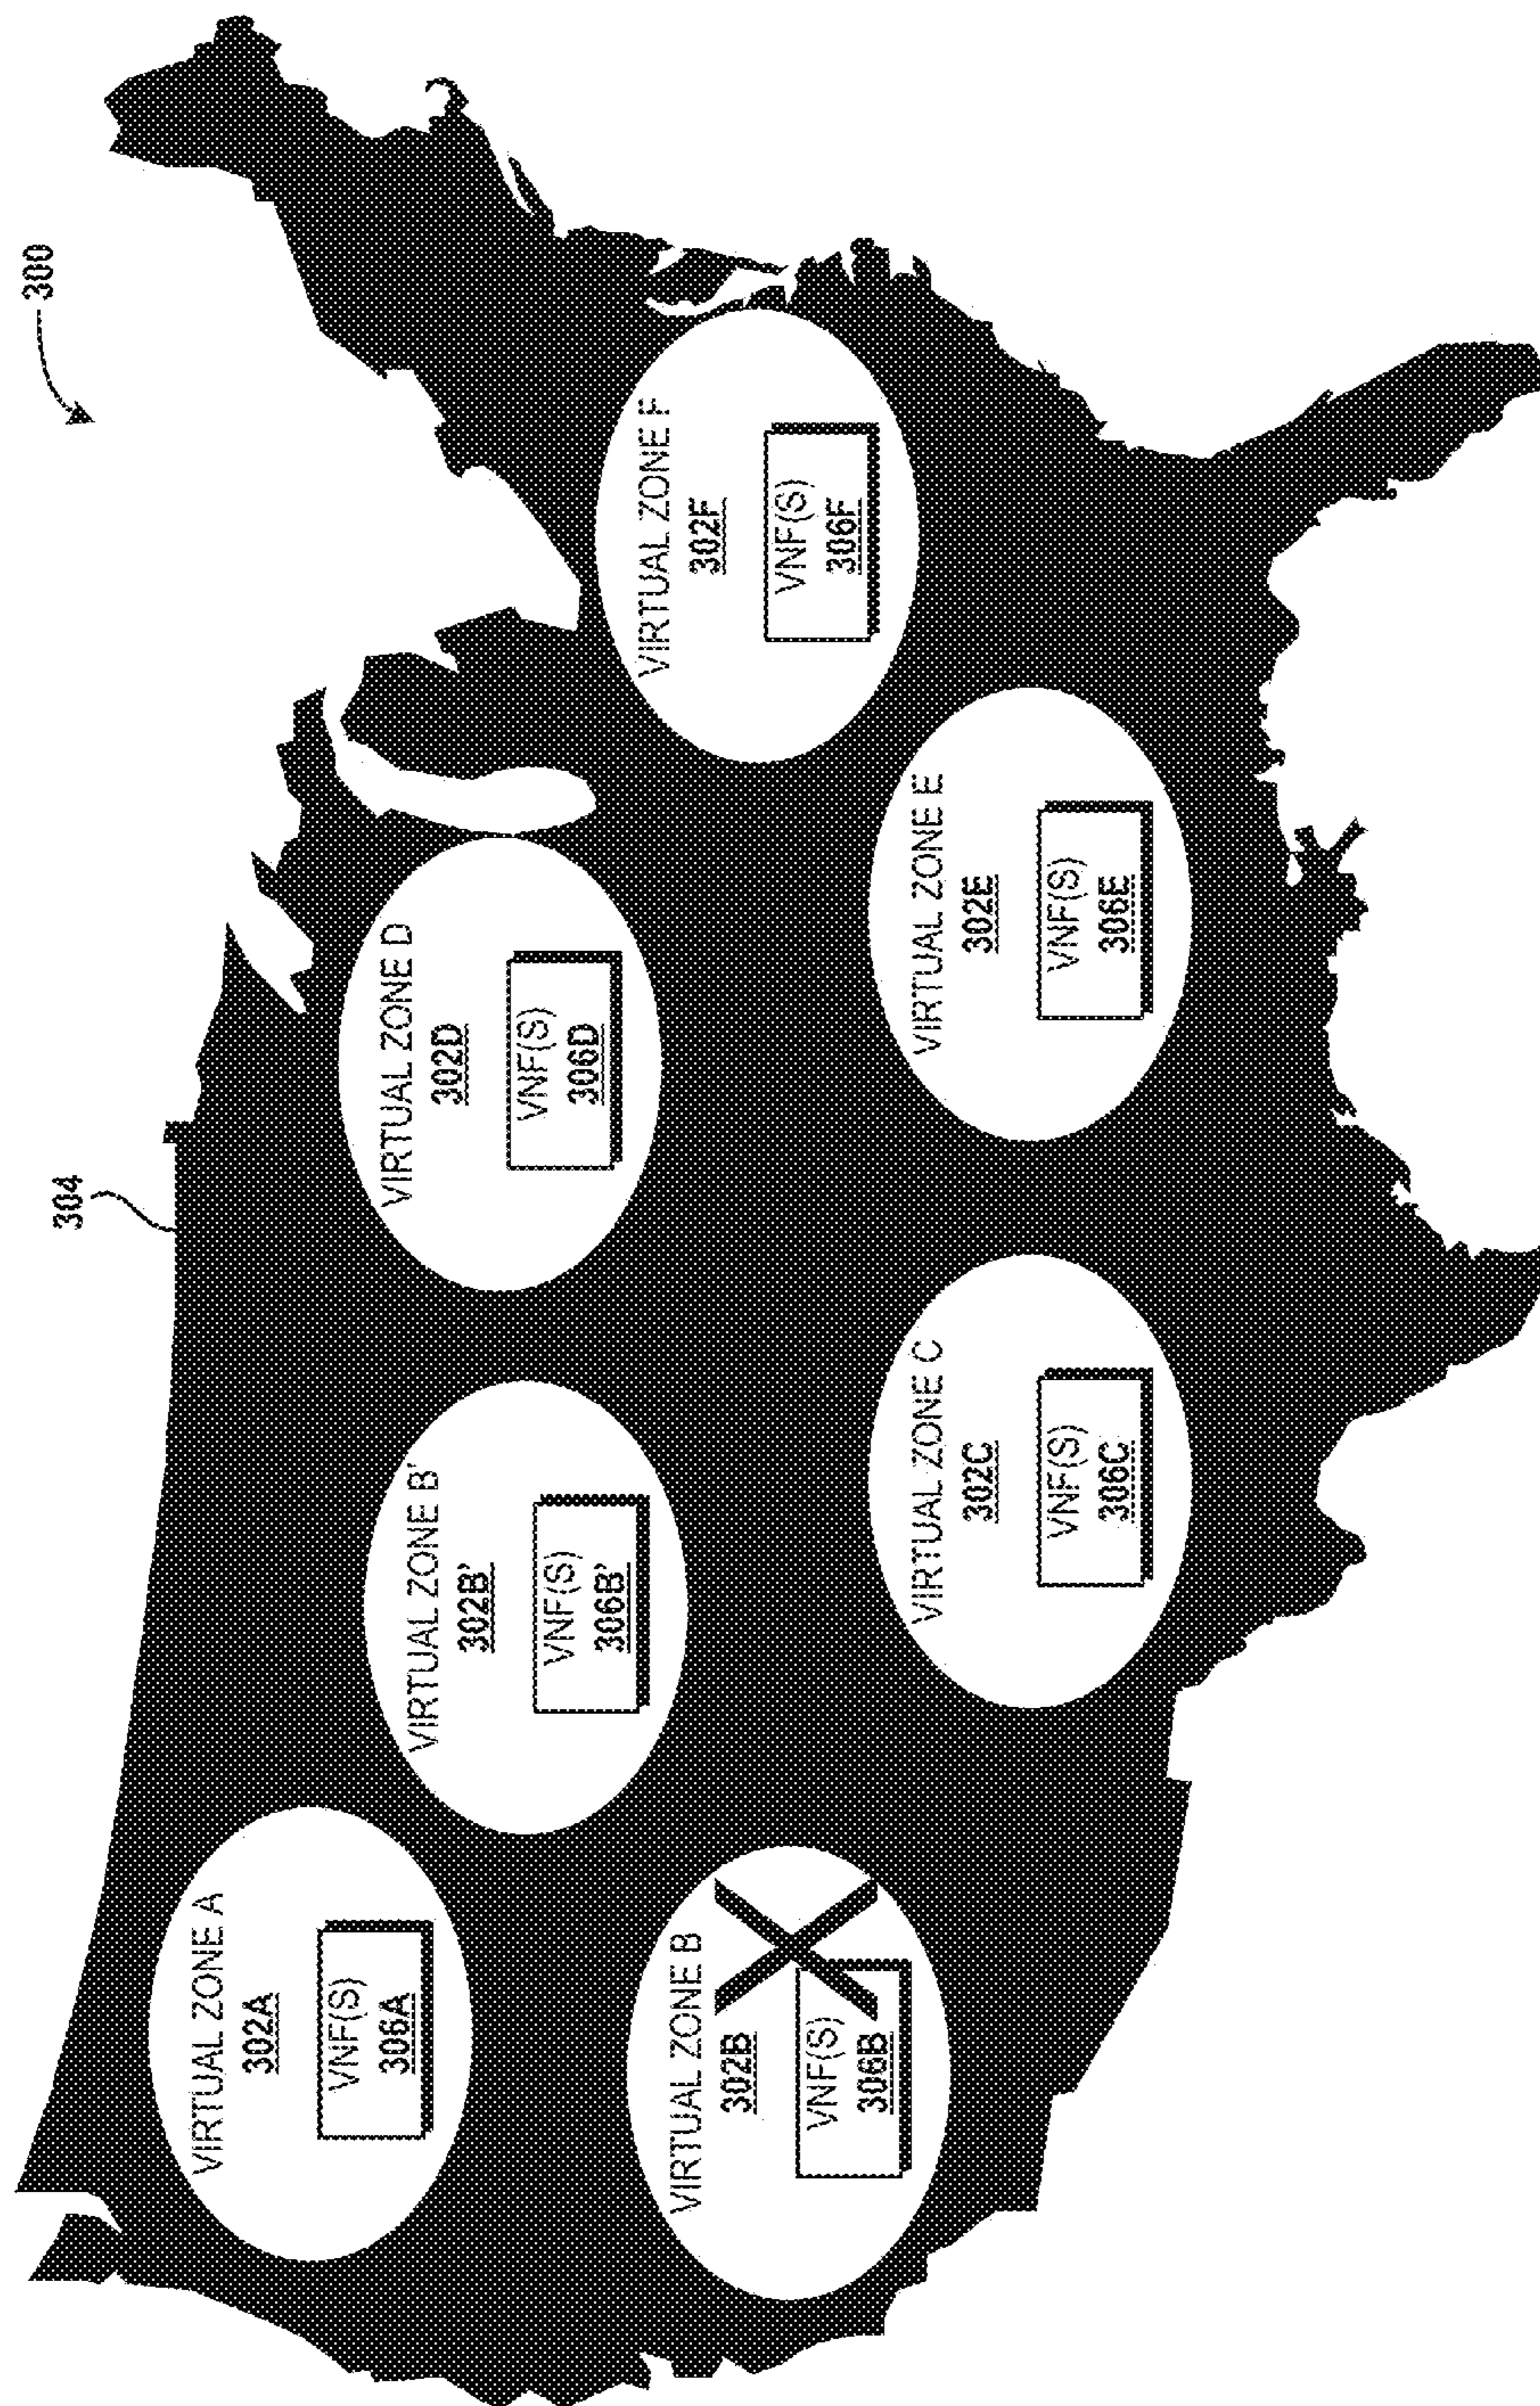 300
304
VIRTUAL ZONE A
302A
VNF(S)
306A
VIRTUAL ZONE B'
302B'
VNF(S)
306B'
VIRTUAL ZONE D
302D
VNF(S)
306D
VIRTUAL ZONE F
302F
VNF(S)
306F
VIRTUAL ZONE B
302B
VNF(S)
306B
VIRTUAL ZONE C
302C
VNF(S)
306C
VIRTUAL ZONE E
302E
VNF(S)
306E